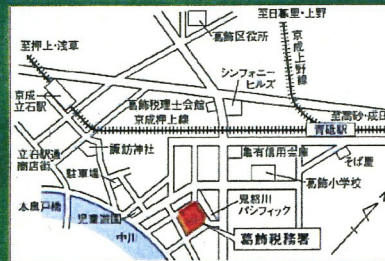 至日暮里・上野
葛飾区役所
京成上野線
至押上・浅草
シンフォニー
ヒルズ
京成
立石駅
葛飾税理士会館
京成押上線
至高砂・成田
青砥駅
立石駅通
商店街
諏訪神社
亀有信用金庫
そば屋
駐車場
葛飾小学校
本奥戸橋
児童遊園
鬼怒川
パシフィック
中川
葛飾税務署
N